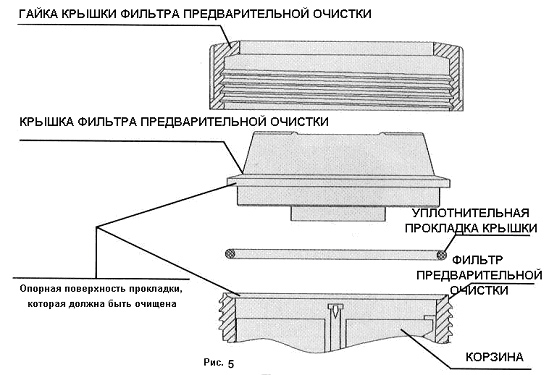 ГАЙКА КРЫШКИ ФИЛЬТРА ПРЕДВАРИТЕЛЬНОЙ ОЧИСТКИ
КРЫШКА ФИЛЬТРА ПРЕДВАРИТЕЛЬНОЙ ОЧИСТКИ
УПЛОТНИТЕЛЬНАЯ
ПРОКЛАДКА КРЫШКИ
ФИЛЬТР
ПРЕДВАРИТЕЛЬНОЙ
ОЧИСТКИ
Опорная поверхность прокладки,
которая должна быть очищена
КОРЗИНА
Рис. 5